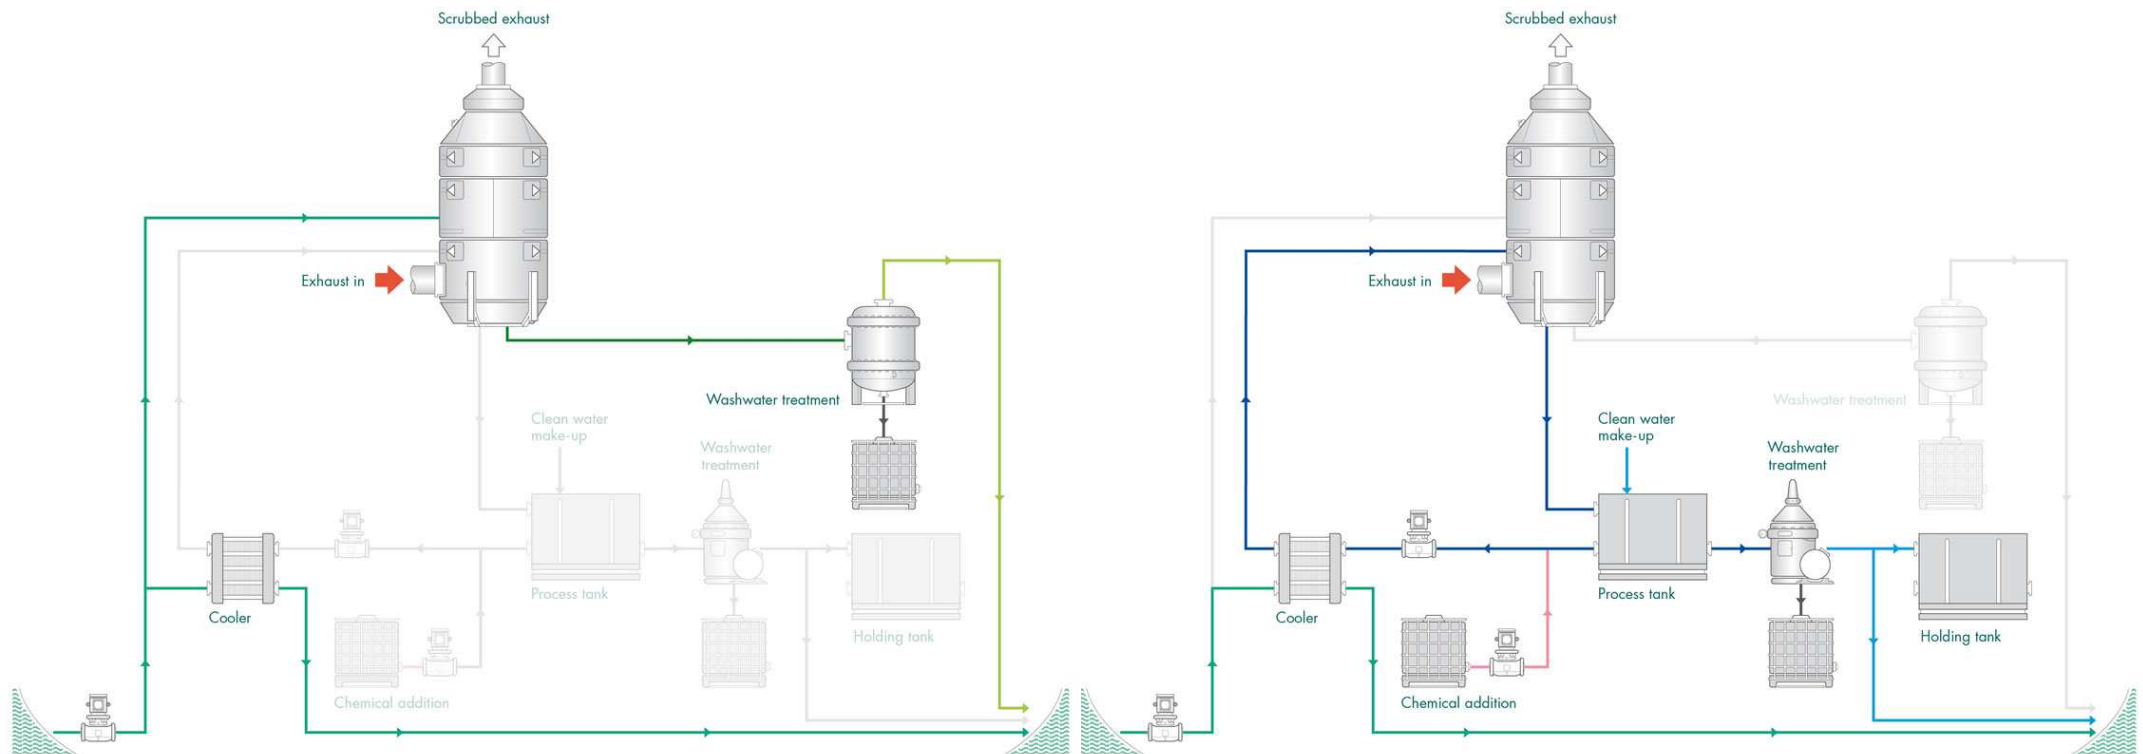 Scrubbed exhaust
Exhaust in
Washwater treatment
Clean water
make-up
Washwater
treatment
Process tank
Cooler
Holding tank
Chemical addition
Scrubbed exhaust
Exhaust in
Washwater treatment
Clean water
make-up
Washwater
treatment
Process tank
Cooler
Holding tank
Chemical addition